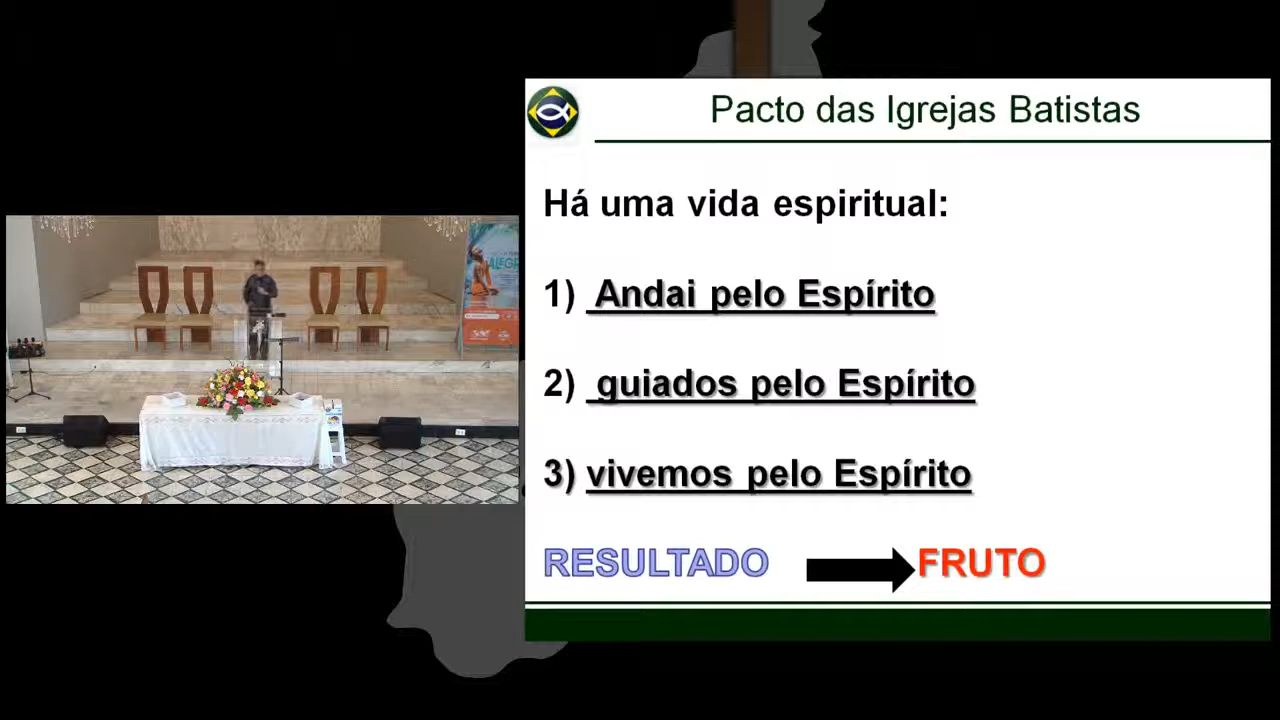 Pacto das Igrejas Batistas
Há uma vida espiritual:
1) Andai pelo Espírito
2) guiados pelo Espírito
3) vivemos pelo Espírito
RESULTADO FRUTO